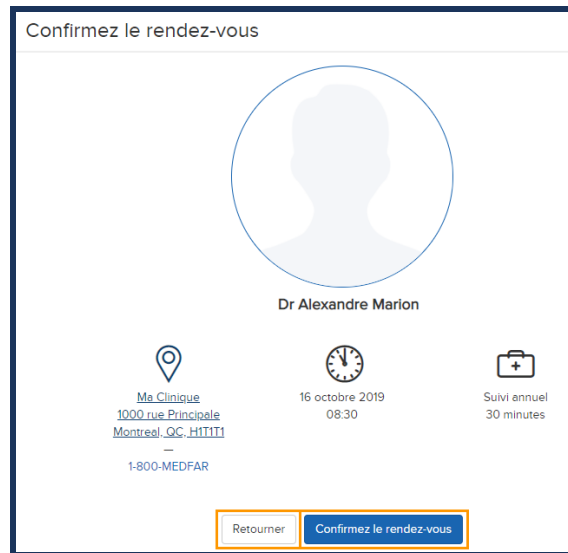 Confirmez le rendez-vous
Dr Alexandre Marion
Ma Clinique
1000 rue Principale
Montreal, QC, H1T1T1
—
1-800-MEDFAR
16 octobre 2019
08:30
Suivi annuel
30 minutes
Retourner
Confirmez le rendez-vous